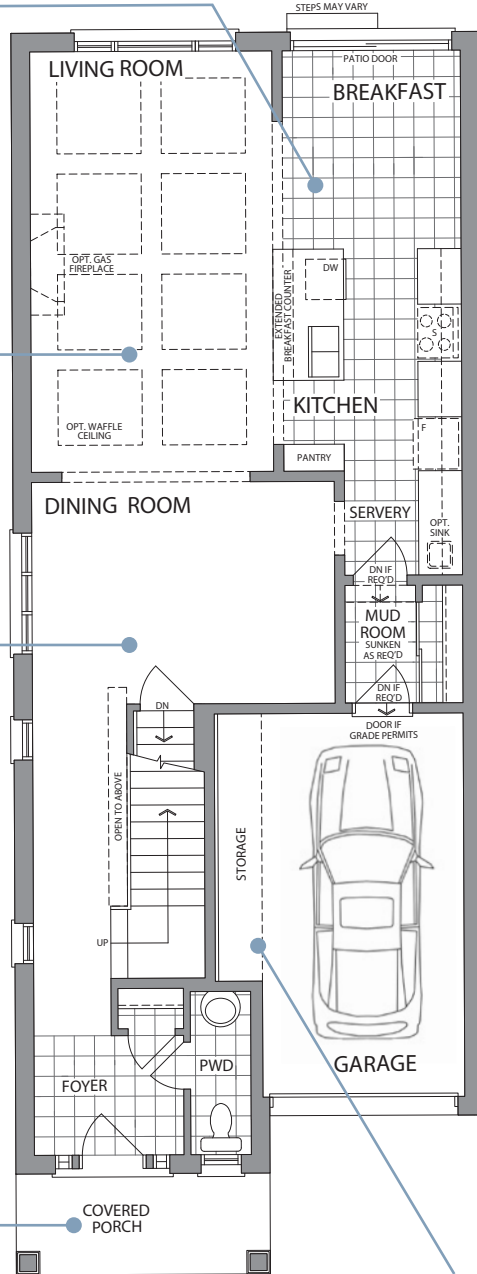 STEPS MAY VARY
PATIO DOOR
LIVING ROOM
BREAKFAST
OPT. GAS
FIREPLACE
DW
EXTENDED
BREAKFAST COUNTER
S
KITCHEN
OPT. WAFFLE
CEILING
F
PANTRY
DINING ROOM
SERVERY
OPT.
SINK
DN IF
REQ'D
MUD
ROOM
SUNKEN
AS REQ'D
DN IF
REQ'D
DN
DOOR IF
GRADE PERMITS
OPEN TO ABOVE
STORAGE
UP
PWD
GARAGE
FOYER
COVERED
PORCH